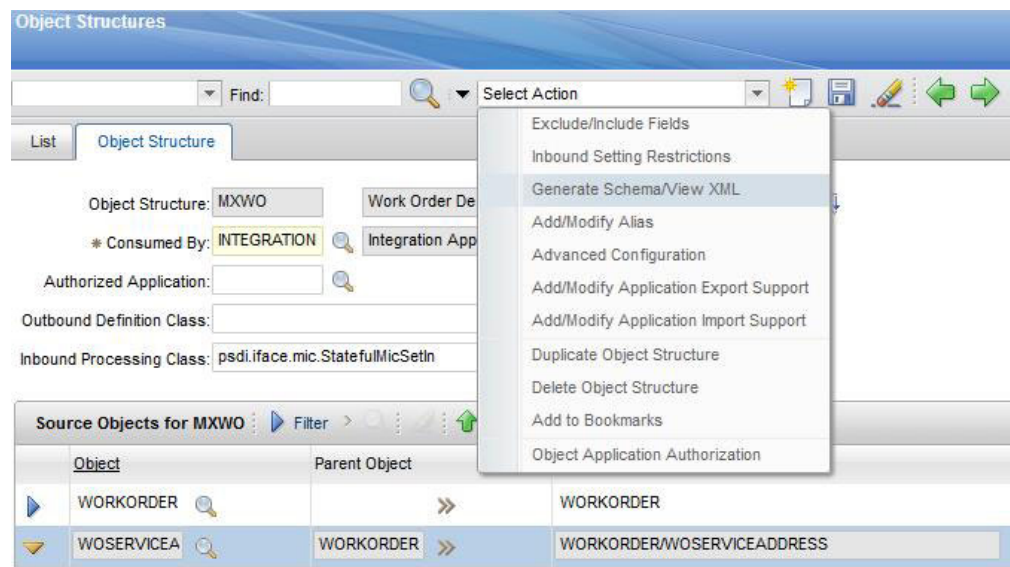 Object Structures
Find:
Select Action
List
Object Structure
Exclude/Include Fields
Inbound Setting Restrictions
Generate Schema/View XML
Add/Modify Alias
Advanced Configuration
Add/Modify Application Export Support
Add/Modify Application Import Support
Duplicate Object Structure
Delete Object Structure
Add to Bookmarks
Object Application Authorization
Object Structure: MXWO Work Order De
* Consumed By: INTEGRATION Integration App
Authorized Application:
Outbound Definition Class:
Inbound Processing Class: psdi.iface.mic.StatefulMicSetIn
Source Objects for MXWO Filter
Object Parent Object
WORKORDER WORKORDER
WOSERVICEA WORKORDER WORKORDER/WOSERVICEADDRESS